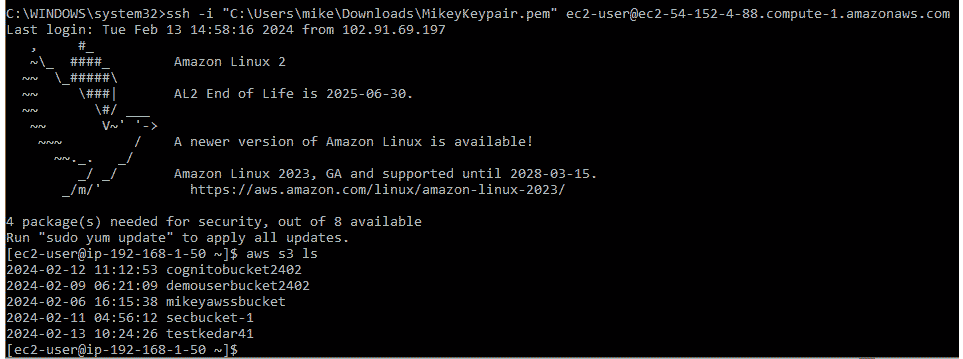 C:\WINDOWS\system32>ssh -i "C:\Users\mike\Downloads\MikeyKeypair.pem" ec2-user@ec2-54-152-4-88.compute-1.amazonaws.com
Last login: Tue Feb 13 14:58:16 2024 from 102.91.69.197
   ,     #_
   ~\_  ####_        Amazon Linux 2
  ~~  \_#####\
  ~~     \###|       AL2 End of Life is 2025-06-30.
  ~~       \#/ ___
   ~~       V~' '->
    ~~~         /    A newer version of Amazon Linux is available!
      ~~._.   _/
         _/ _/       Amazon Linux 2023, GA and supported until 2028-03-15.
       _/m/'           https://aws.amazon.com/linux/amazon-linux-2023/

4 package(s) needed for security, out of 8 available
Run "sudo yum update" to apply all updates.
[ec2-user@ip-192-168-1-50 ~]$ aws s3 ls
2024-02-12 11:12:53 cognitobucket2402
2024-02-09 06:21:09 demouserbucket2402
2024-02-06 16:15:38 mikeyawssbucket
2024-02-11 04:56:12 secbucket-1
2024-02-13 10:24:26 testkedar41
[ec2-user@ip-192-168-1-50 ~]$